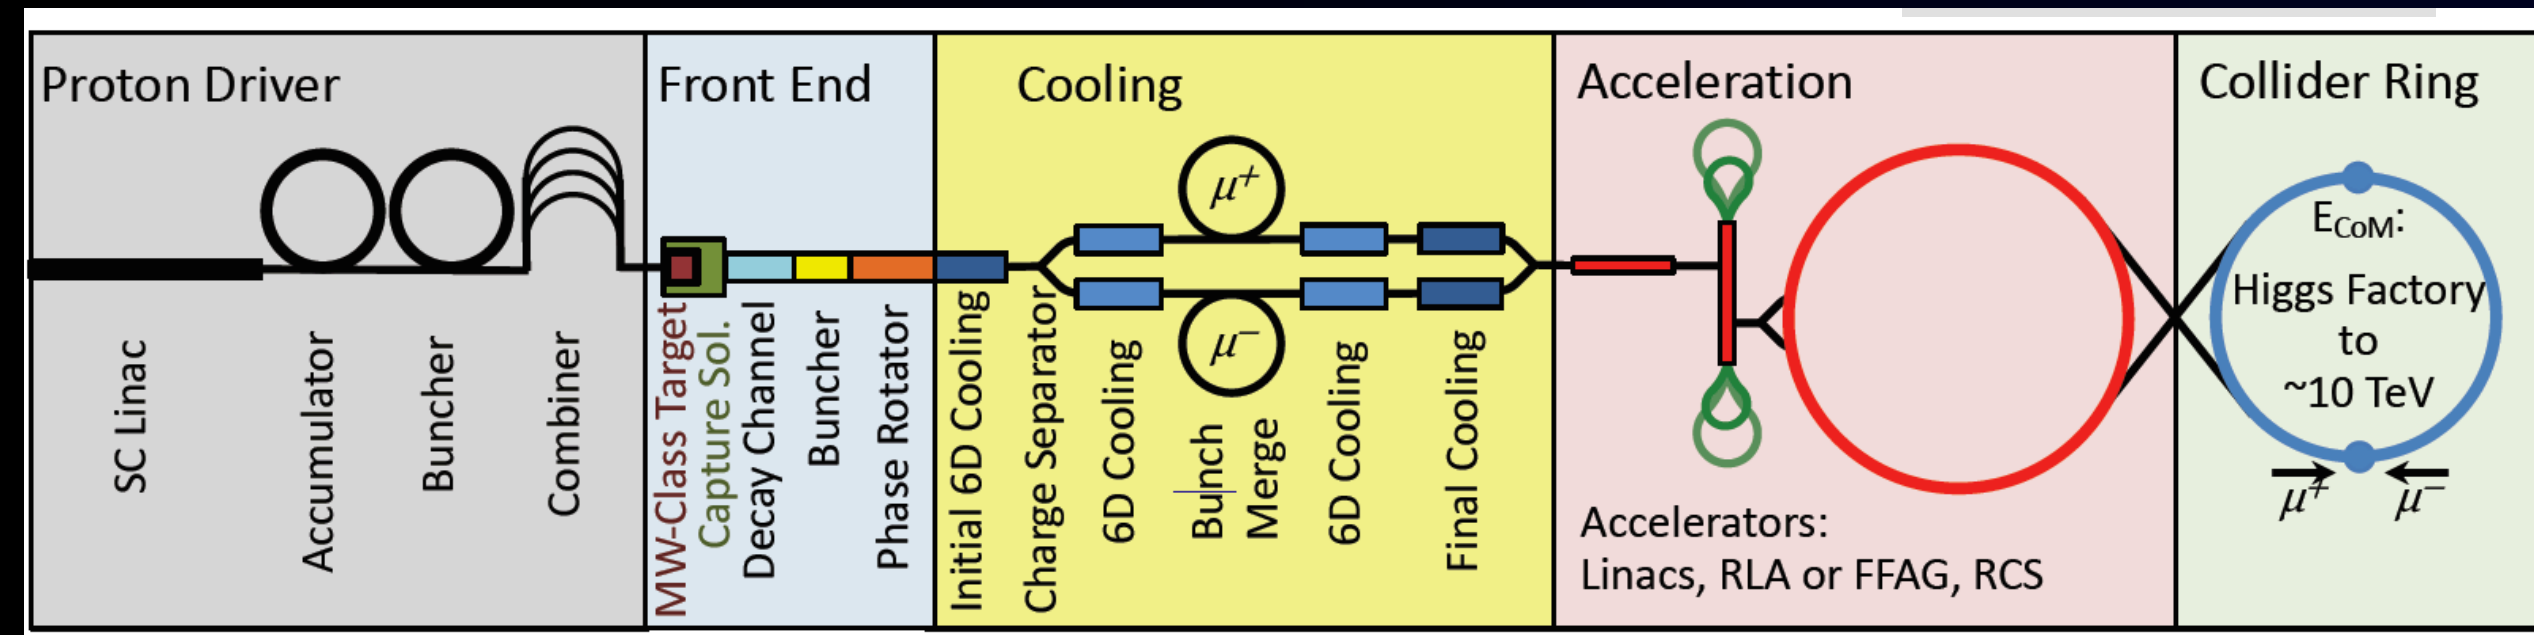 Proton Driver
SC Linac
Accumulator
Buncher
Combiner
Front End
MW-Class Target
Capture Sol.
Decay Channel
Buncher
Phase Rotator
Cooling
μ+
μ−
Initial 6D Cooling
Charge Separator
6D Cooling
Bunch
Merge
6D Cooling
Final Cooling
Acceleration
Accelerators:
Linacs, RLA or FFAG, RCS
Collider Ring
ECoM:
Higgs Factory
to
~10 TeV
μ+ μ−